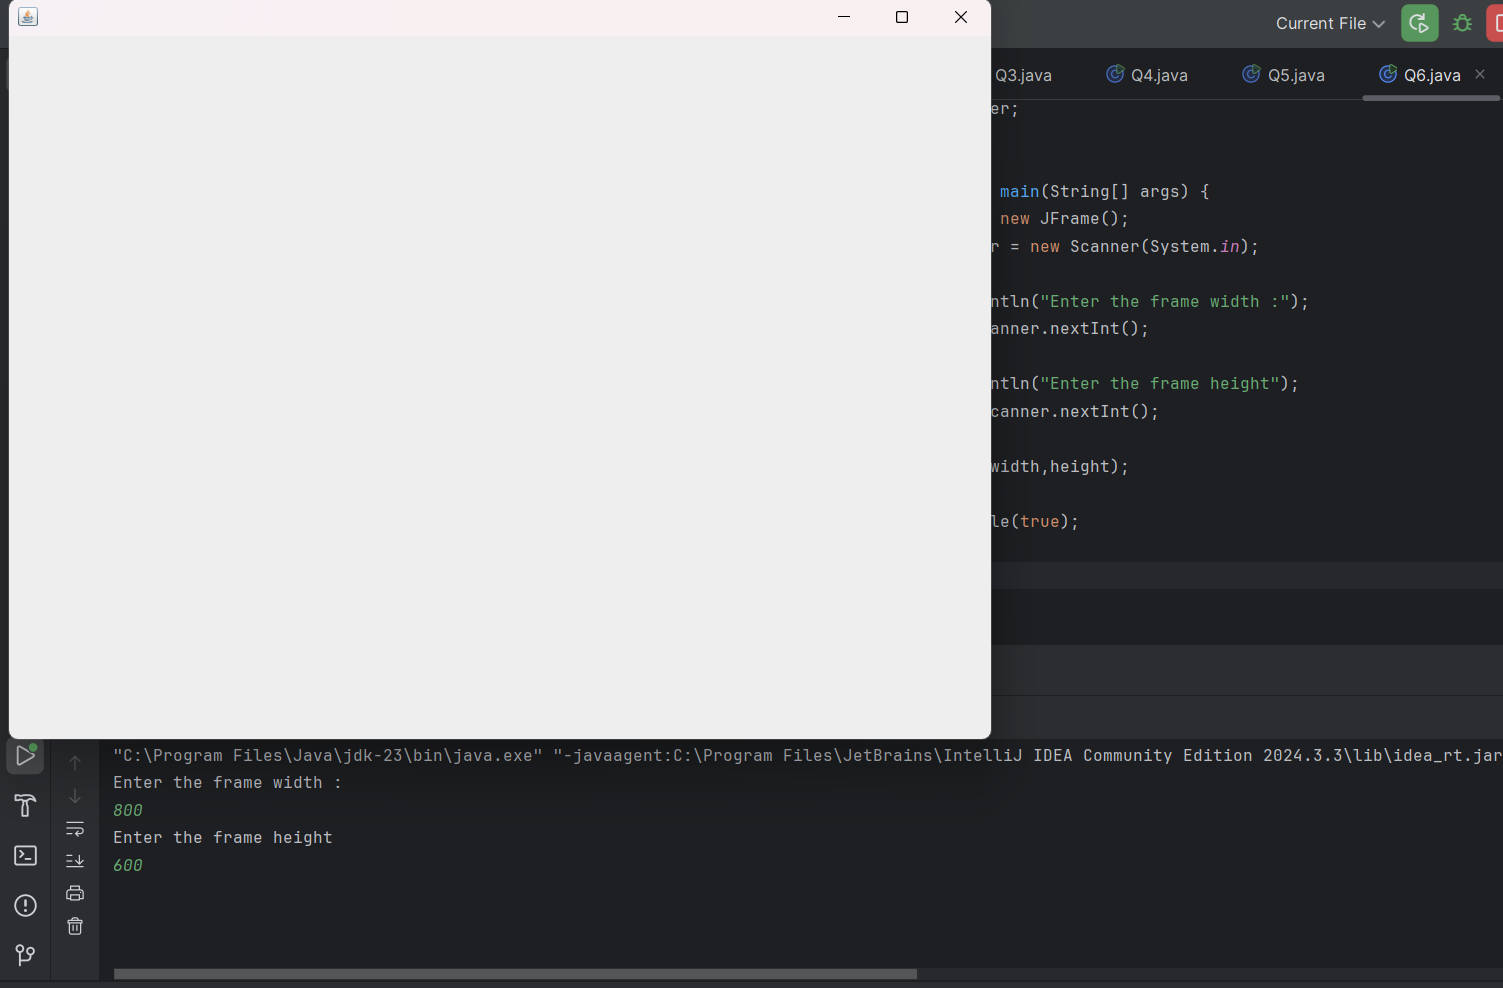 Current File
Q3.java Q4.java Q5.java Q6.java
er;
main(String[] args) {
new JFrame();
r = new Scanner(System.in);
ntln("Enter the frame width :");
anner.nextInt();
ntln("Enter the frame height");
canner.nextInt();
width,height);
le(true);
"C:\Program Files\Java\jdk-23\bin\java.exe" "-javaagent:C:\Program Files\JetBrains\IntelliJ IDEA Community Edition 2024.3.3\lib\idea_rt.jar
Enter the frame width :
800
Enter the frame height
600